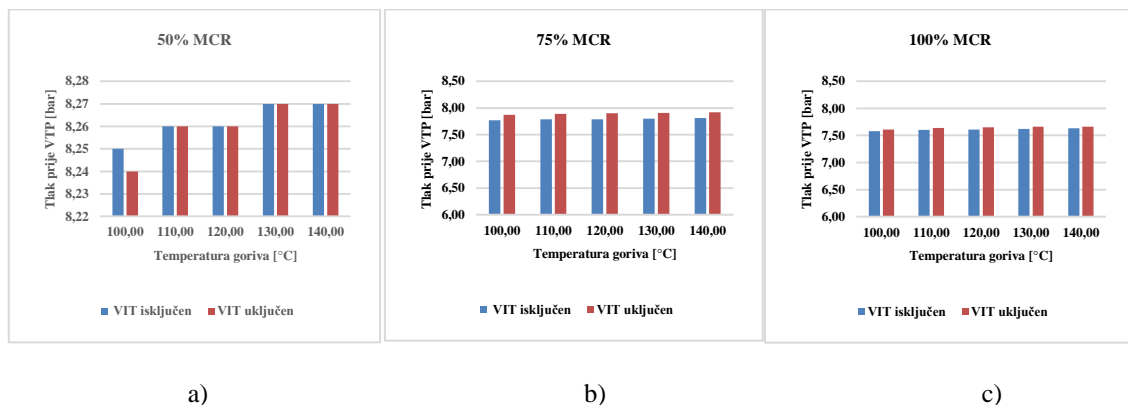 50% MCR
Tlak prije VTP [bar]
8,28
8,27
8,26
8,25
8,24
8,23
8,22
100,00 110,00 120,00 130,00 140,00
Temperatura goriva [°C]
VIT isključen VIT uključen
a)
75% MCR
Tlak prije VTP [bar]
8,50
8,00
7,50
7,00
6,50
6,00
100,00 110,00 120,00 130,00 140,00
Temperatura goriva [°C]
VIT isključen VIT uključen
b)
100% MCR
Tlak prije VTP [bar]
8,50
8,00
7,50
7,00
6,50
6,00
100,00 110,00 120,00 130,00 140,00
Temperatura goriva [°C]
VIT isključen VIT uključen
c)